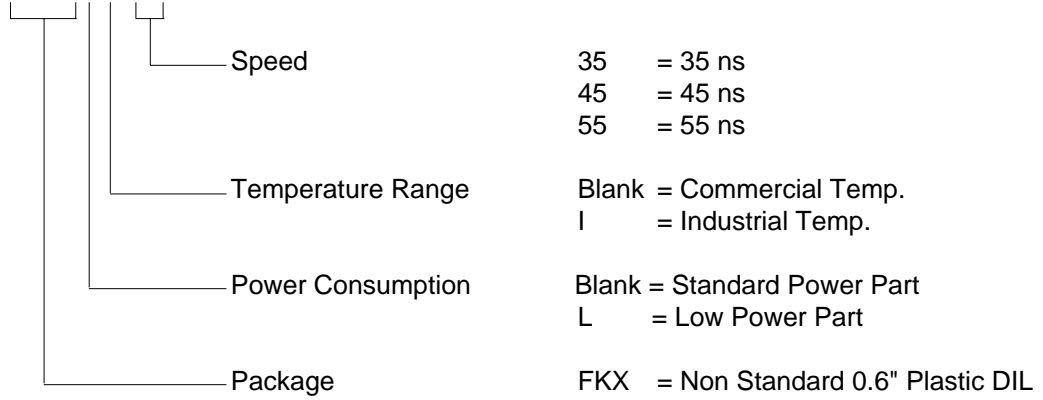 Speed 35 = 35 ns
45 = 45 ns
55 = 55 ns
Temperature Range Blank = Commercial Temp.
I = Industrial Temp.
Power Consumption Blank = Standard Power Part
L = Low Power Part
Package FKX = Non Standard 0.6" Plastic DIL